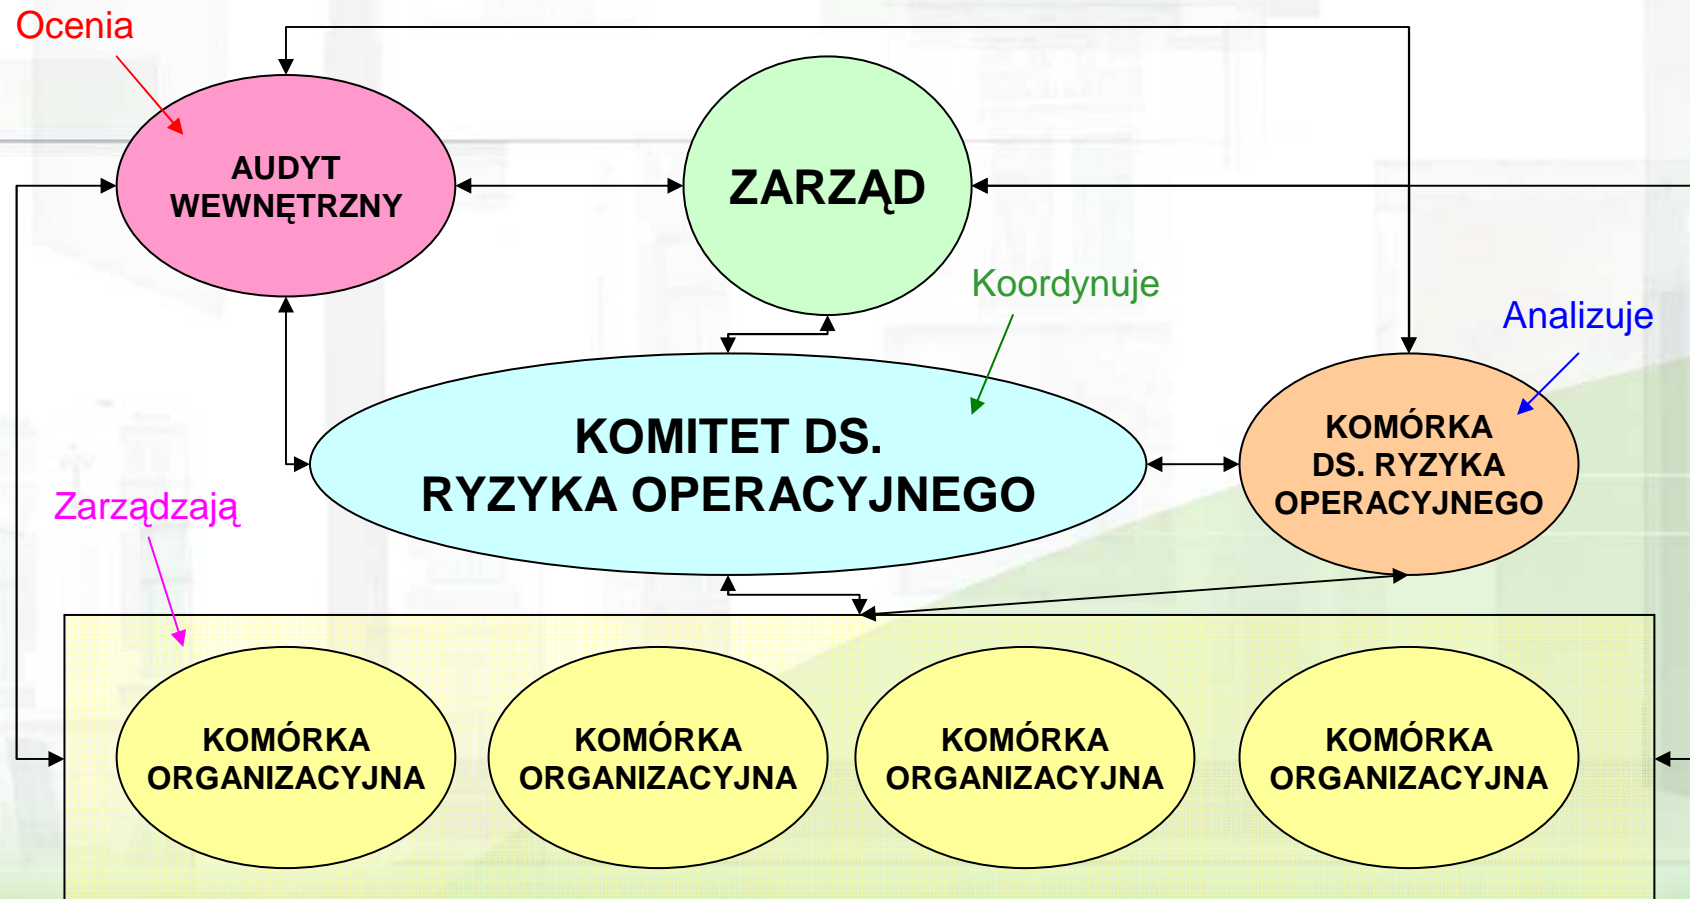 Ocenia
AUDYT
WEWNĘTRZNY
ZARZĄD
Koordynuje
Analizuje
KOMITET DS.
RYZYKA OPERACYJNEGO
KOMÓRKA
DS. RYZYKA
OPERACYJNEGO
Zarządzają
KOMÓRKA
ORGANIZACYJNA
KOMÓRKA
ORGANIZACYJNA
KOMÓRKA
ORGANIZACYJNA
KOMÓRKA
ORGANIZACYJNA